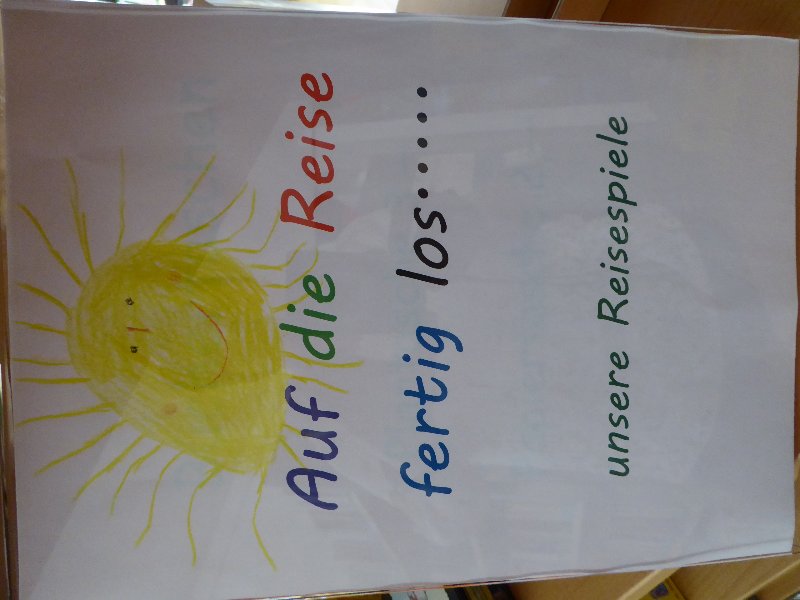 Auf die Reise
fertig los......
unsere Reisespiele